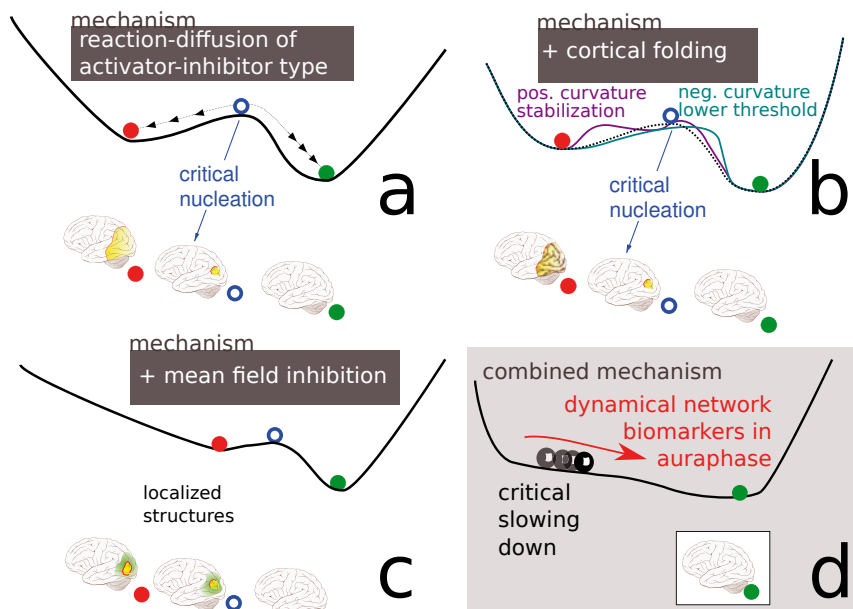 mechanism
reaction-diffusion of
activator-inhibitor type
critical
nucleation
a
mechanism
+ cortical folding
pos. curvature
stabilization
neg. curvature
lower threshold
critical
nucleation
b
mechanism
+ mean field inhibition
localized
structures
c
combined mechanism
dynamical network
biomarkers in
auraphase
critical
slowing
down
d